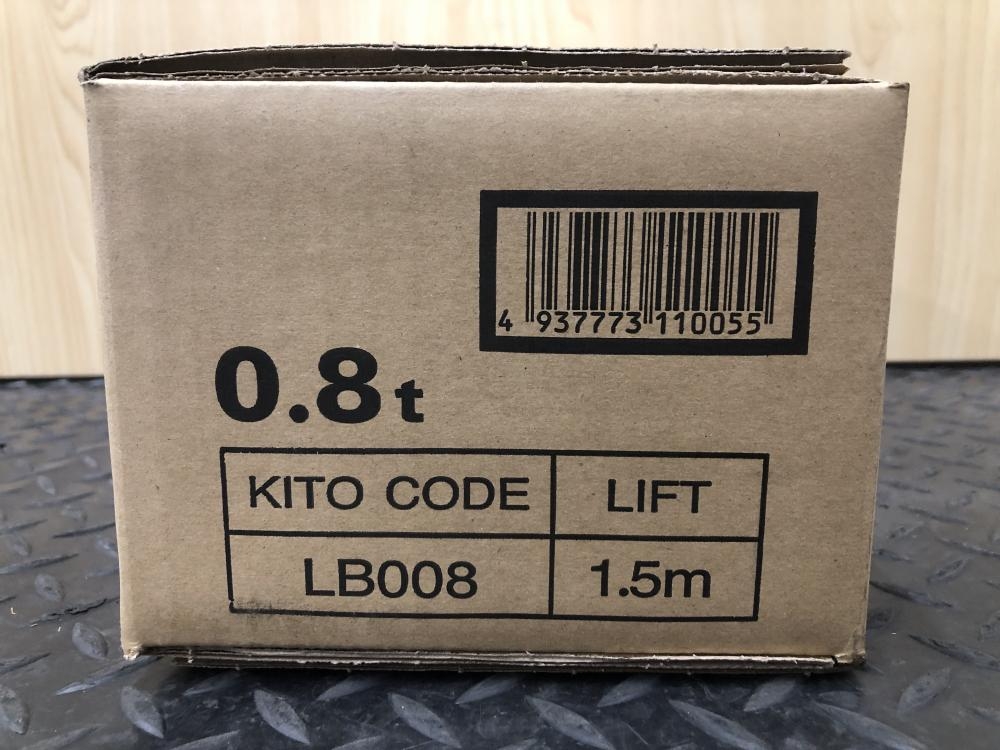 4 937773 110055
0.8t
KITO CODE LIFT
LB008 1.5m